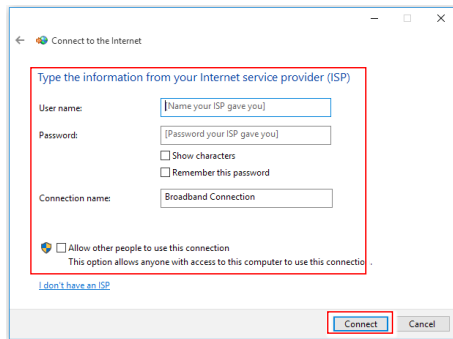 Connect to the Internet
Type the information from your Internet service provider (ISP)
User name:
[Name your ISP gave you]
Password:
[Password your ISP gave you]
Show characters
Remember this password
Connection name:
Broadband Connection
Allow other people to use this connection
This option allows anyone with access to this computer to use this connectio .
I don't have an ISP
Connect Cancel